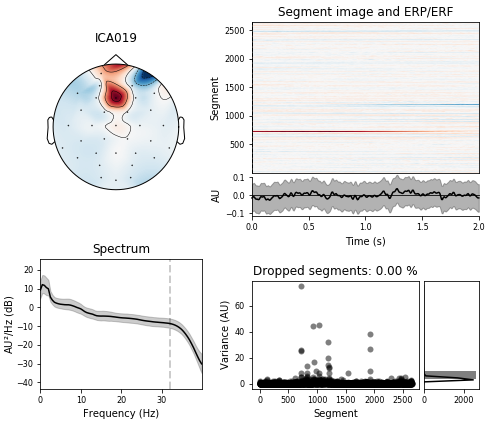 ICA019
Segment image and ERP/ERF
Segment
2500
2000
1500
1000
500
AU
0.1
0.0
−0.1
0.0 0.5 1.0 1.5 2.0
Time (s)
Spectrum
AU²/Hz (dB)
20
10
0
−10
−20
−30
−40
0 10 20 30
Frequency (Hz)
Dropped segments: 0.00 %
Variance (AU)
60
40
20
0
0 500 1000 1500 2000 2500
Segment
0 2000